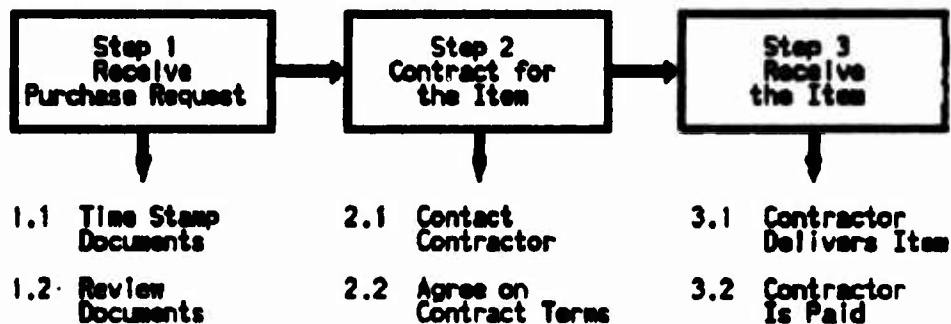 Step 1
Receive
Purchase Request
Step 2
Contract for
the Item
Step 3
Receive
the Item
1.1 Time Stamp
Documents
1.2 Review
Documents
2.1 Contact
Contractor
2.2 Agree on
Contract Terms
3.1 Contractor
Delivers Item
3.2 Contractor
Is Paid